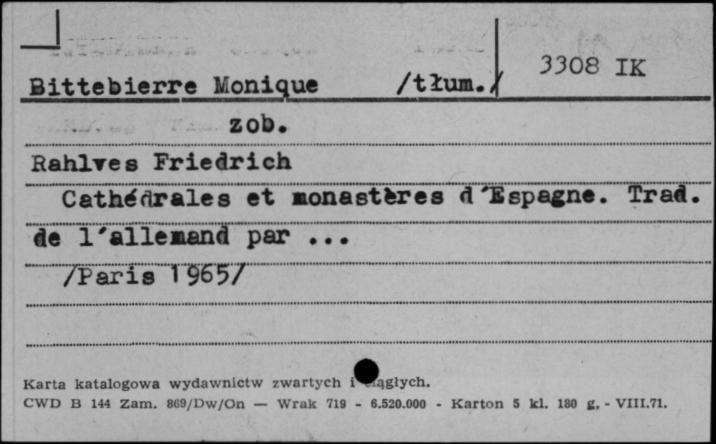 3308 IK
Bittebierre Monique /tłum./
zob.
Rahlves Friedrich
Cathédrales et monastères d'Espagne. Trad.
de l'allemand par ...
/Paris 1965/
Karta katalogowa wydawnictw zwartych i ciągłych.
CWD B 144 Zam. 869/Dw/On — Wrak 719 - 6.520.000 - Karton 5 kl. 180 g. - VIII.71.